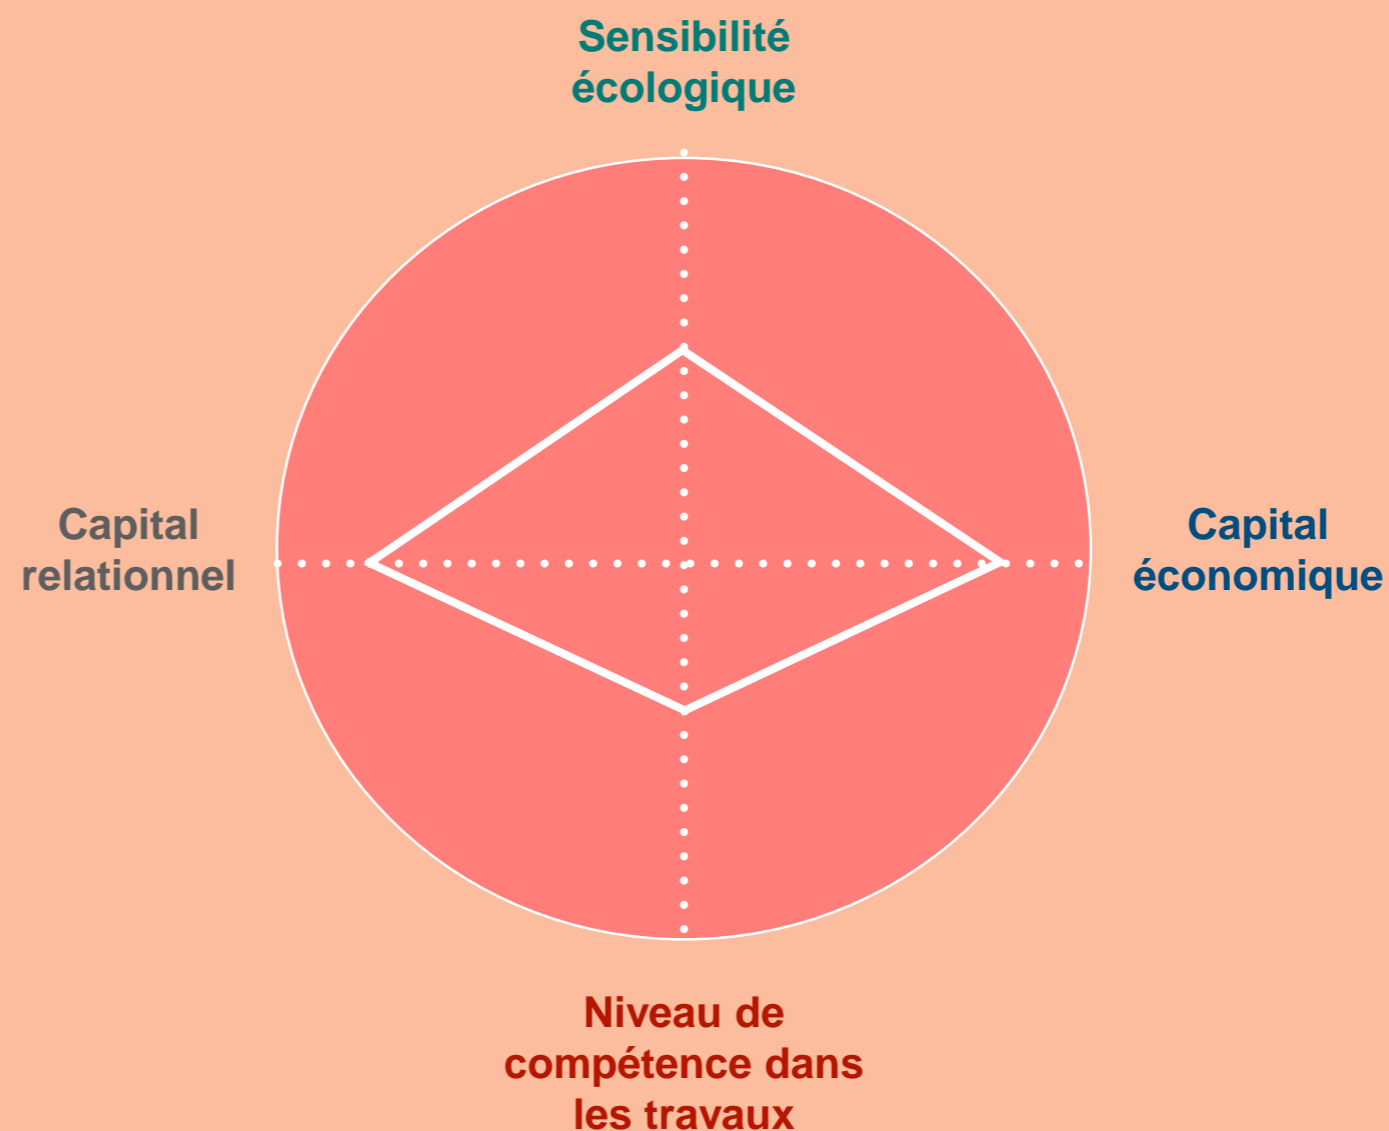 Sensibilité
écologique
Capital
relationnel
Capital
économique
Niveau de
compétence dans
les travaux